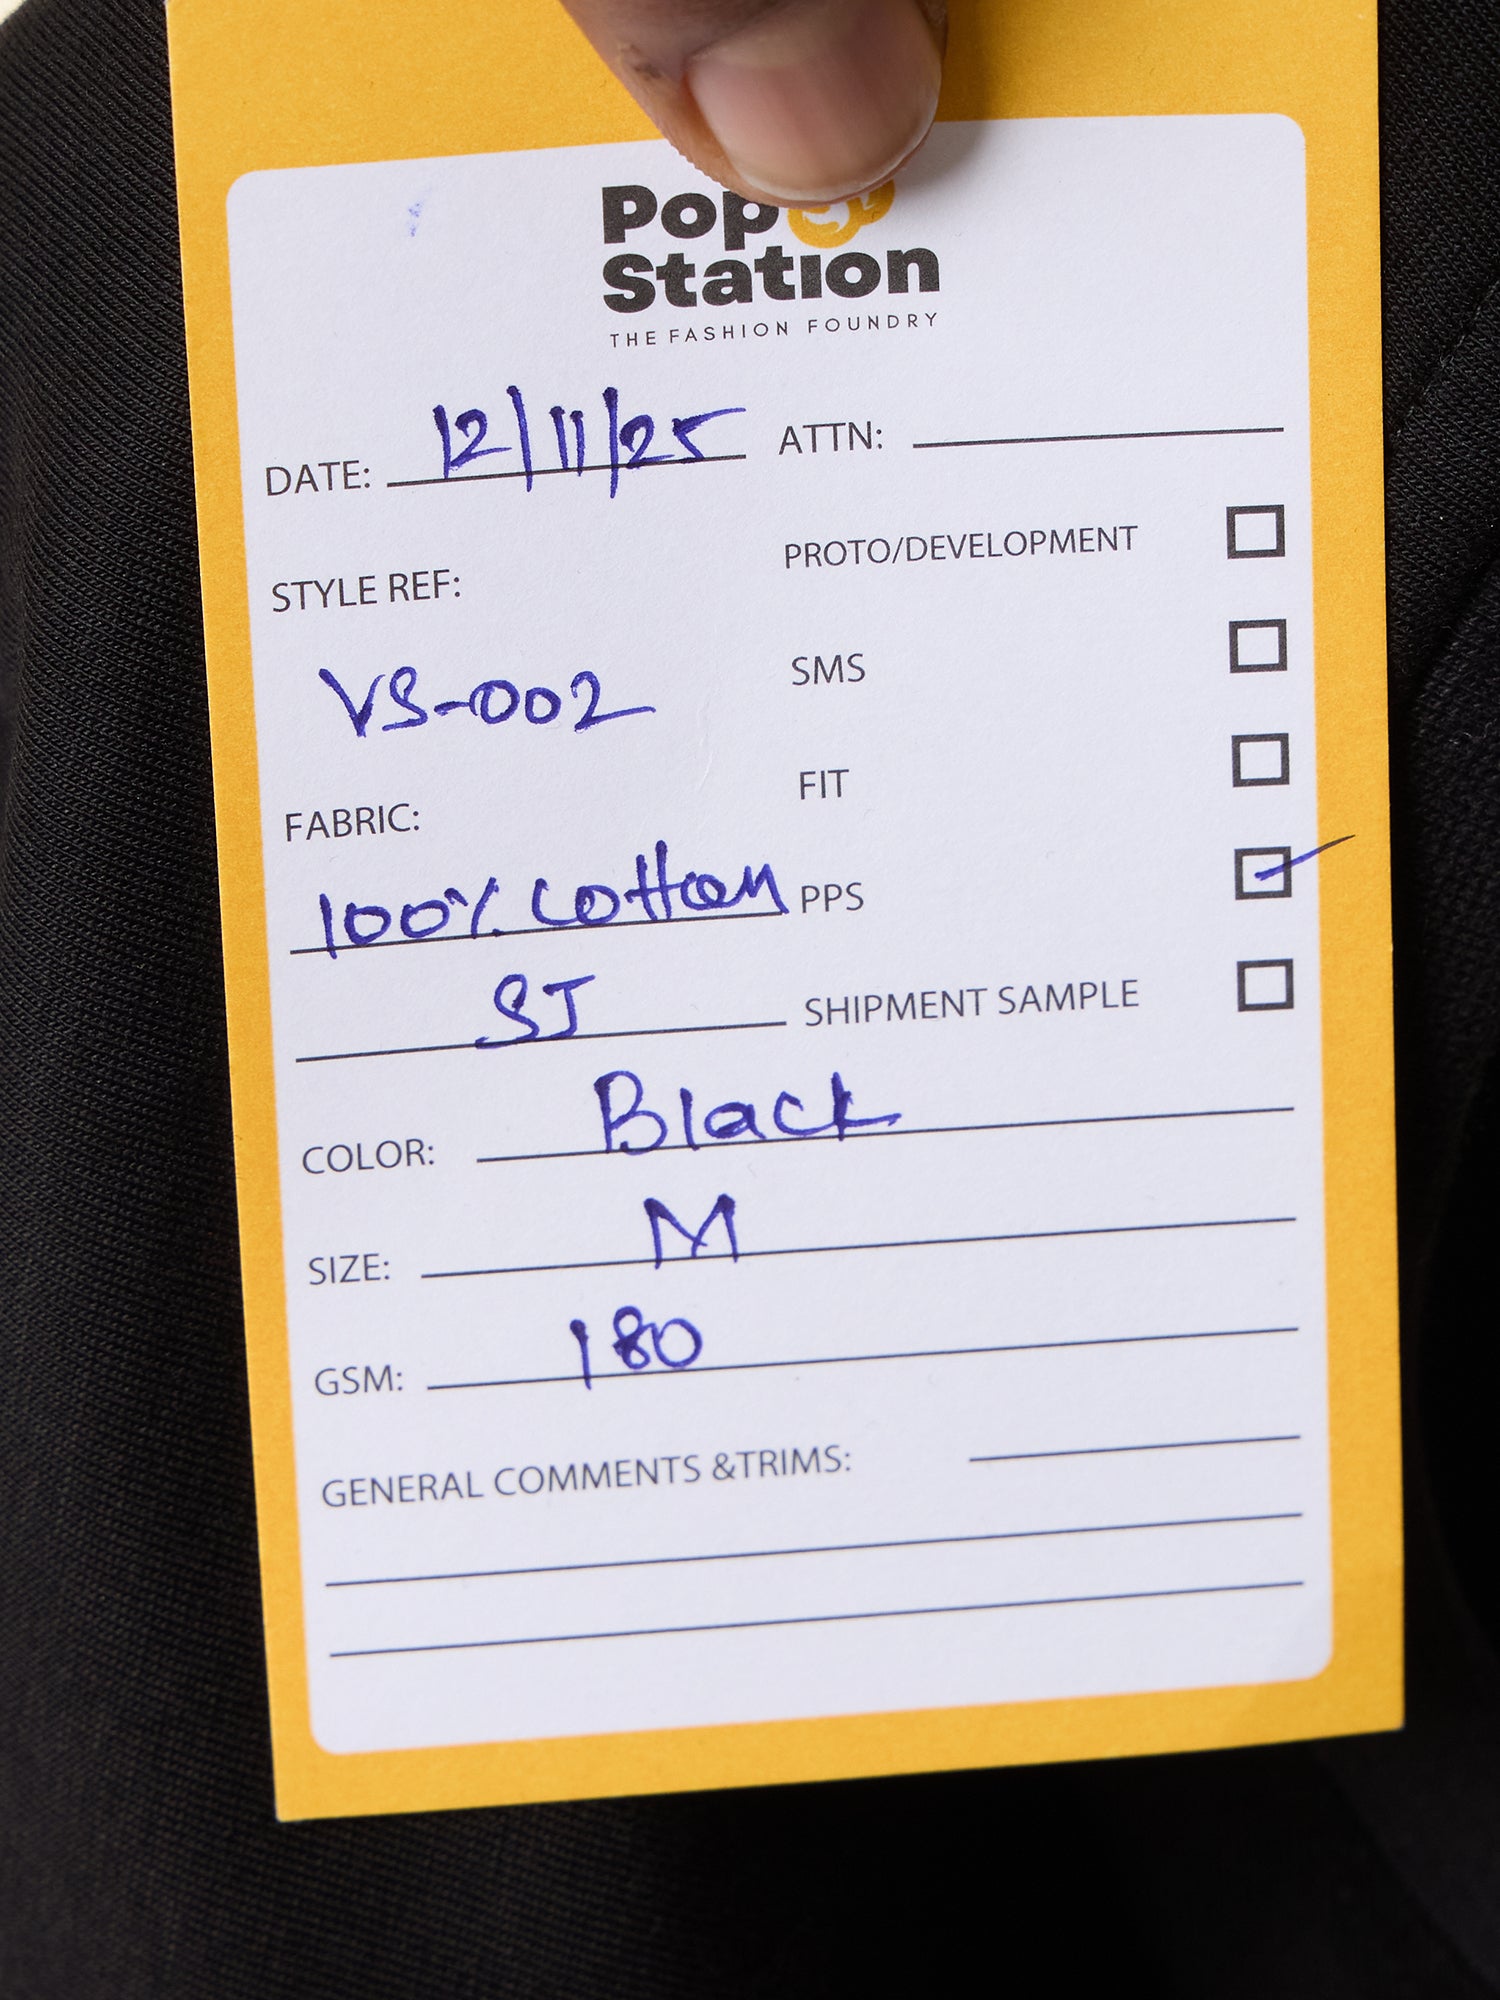 Pop
Station
THE FASHION FOUNDRY
DATE: 12/11/25 ATTN:
PROTO/DEVELOPMENT
STYLE REF:
VS-002
SMS
FIT
FABRIC:
100% Cotton PPS
SJ SHIPMENT SAMPLE
COLOR: Black
SIZE: M
GSM: 180
GENERAL COMMENTS &TRIMS: